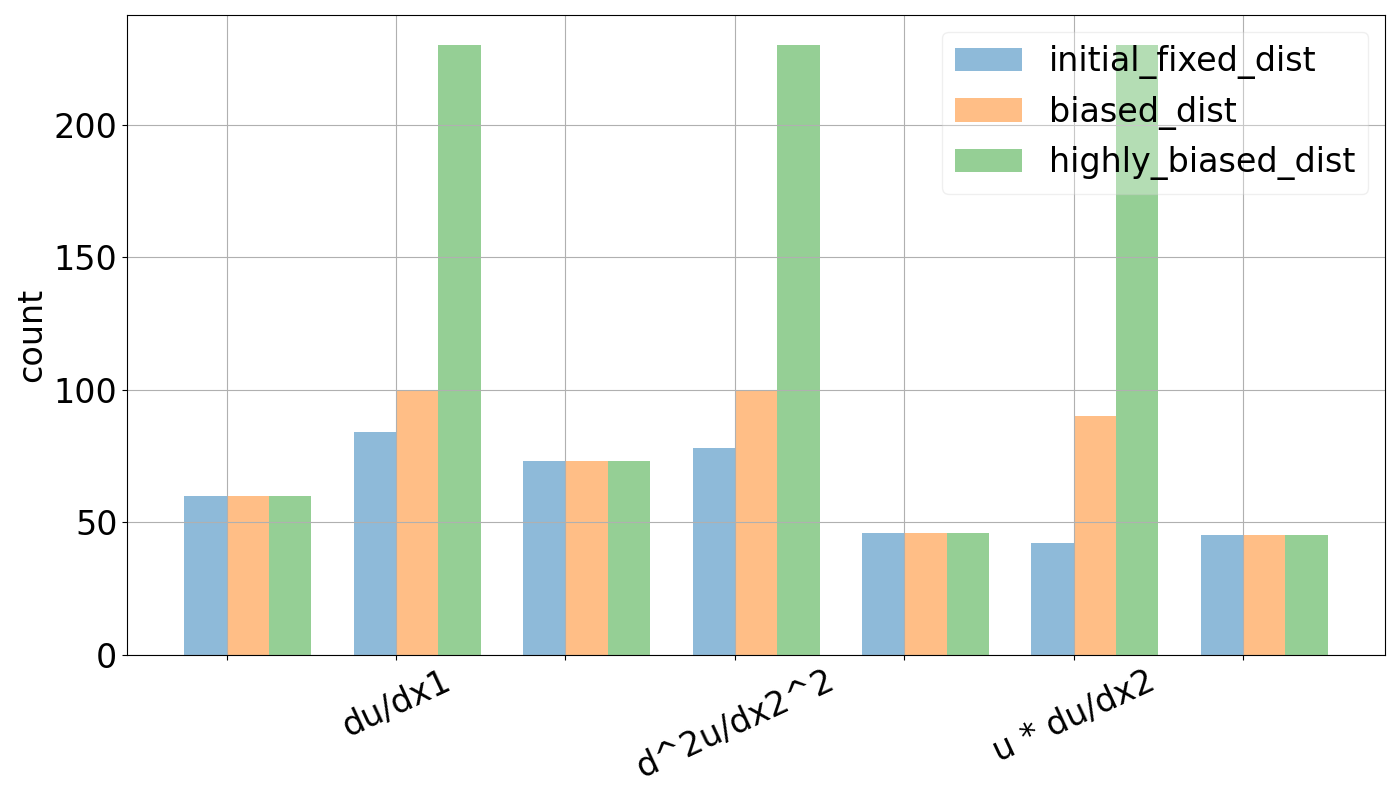 initial_fixed_dist
biased_dist
highly_biased_dist
count
200
150
100
50
0
du/dx1
d^2u/dx2^2
u * du/dx2